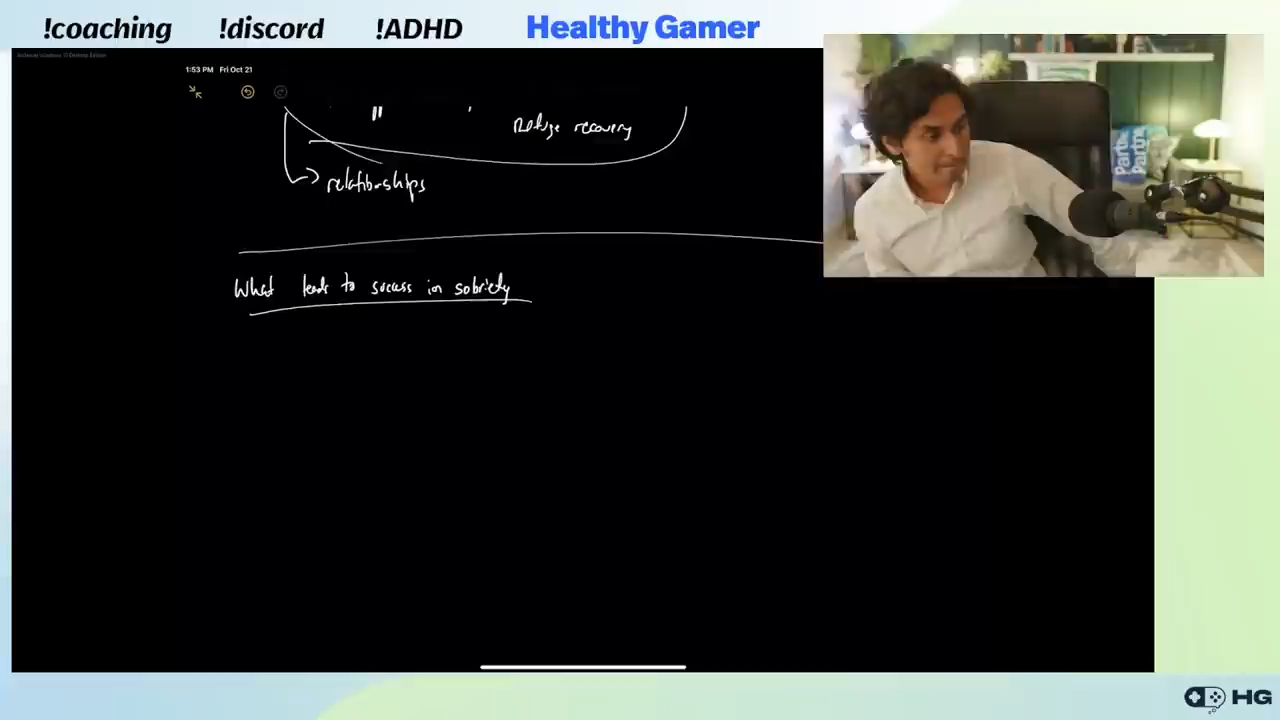 !coaching !discord !ADHD Healthy Gamer
1:53 PM Fri Oct 21
Refuge recovery
relationships
What leads to success in sobriety
HG